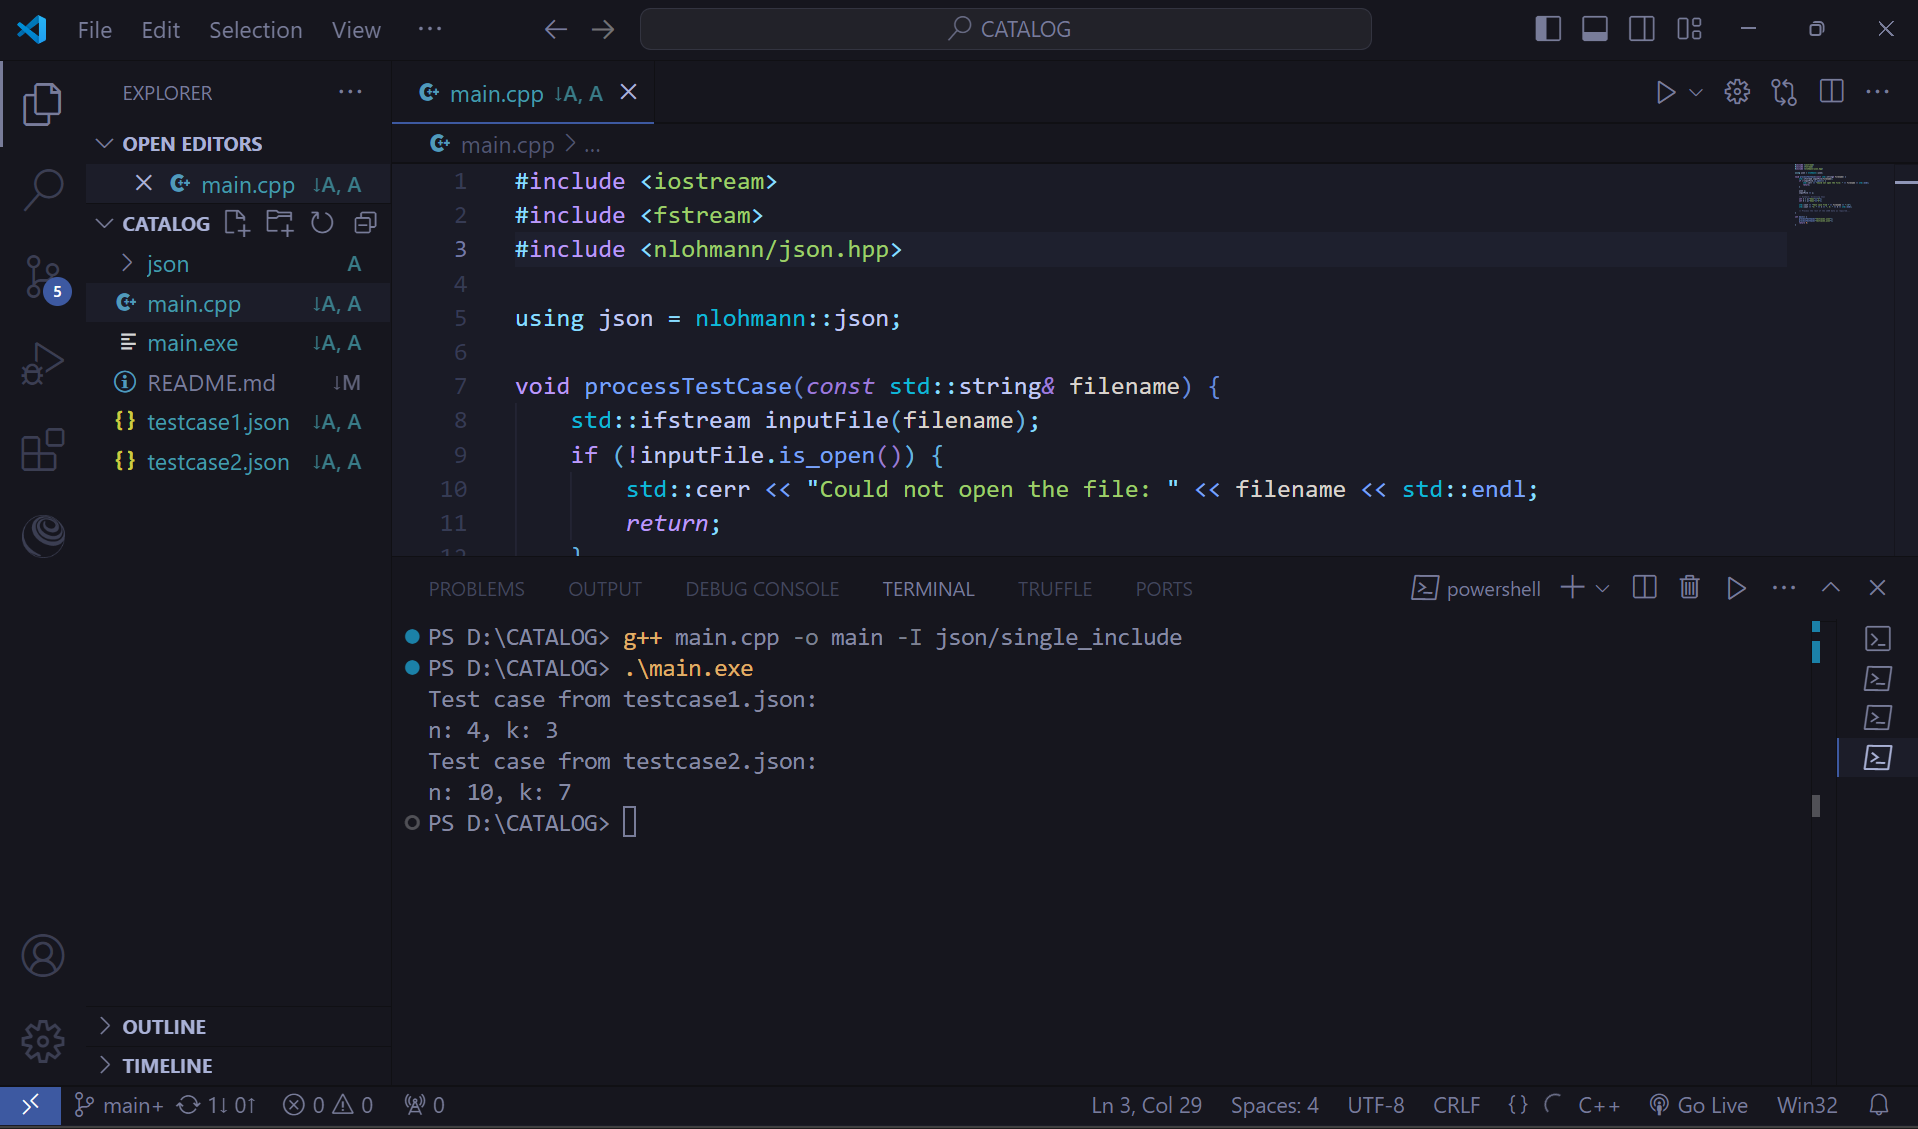 File Edit Selection View ··· CATALOG
EXPLORER ···
OPEN EDITORS
main.cpp ↓A, A
CATALOG
json A
main.cpp ↓A, A
main.exe ↓A, A
README.md ↓M
{} testcase1.json ↓A, A
{} testcase2.json ↓A, A
OUTLINE
TIMELINE
main.cpp ↓A, A
main.cpp > ...
1 #include <iostream>
2 #include <fstream>
3 #include <nlohmann/json.hpp>
4
5 using json = nlohmann::json;
6
7 void processTestCase(const std::string& filename) {
8 std::ifstream inputFile(filename);
9 if (!inputFile.is_open()) {
10 std::cerr << "Could not open the file: " << filename << std::endl;
11 return;
12 }
PROBLEMS OUTPUT DEBUG CONSOLE TERMINAL TRUFFLE PORTS powershell
PS D:\CATALOG> g++ main.cpp -o main -I json/single_include
PS D:\CATALOG> .\main.exe
Test case from testcase1.json:
n: 4, k: 3
Test case from testcase2.json:
n: 10, k: 7
PS D:\CATALOG>
5
main+ 1↓ 0↑ 0 0 0 Ln 3, Col 29 Spaces: 4 UTF-8 CRLF {} C++ Go Live Win32